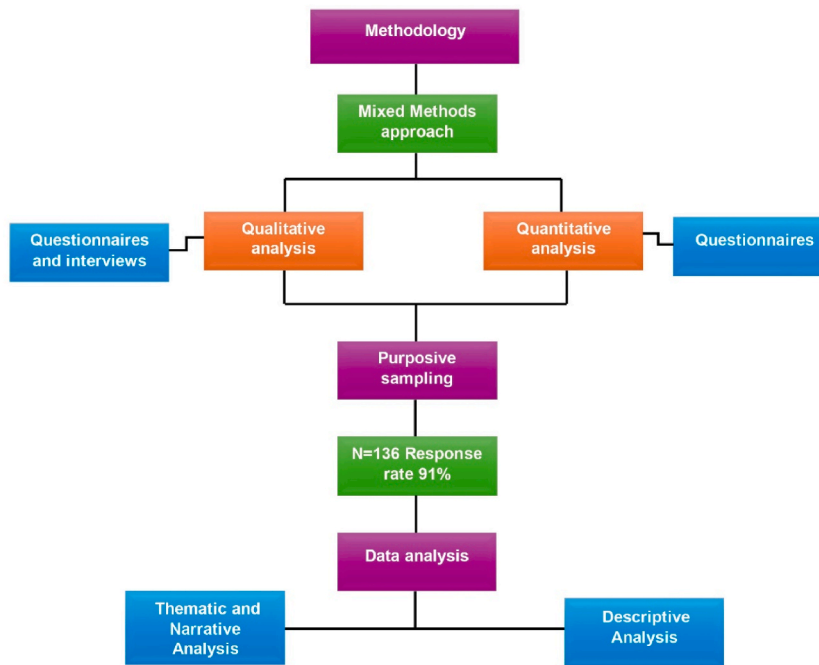 Methodology
Mixed Methods
approach
Qualitative
analysis
Quantitative
analysis
Questionnaires
and interviews
Questionnaires
Purposive
sampling
N=136 Response
rate 91%
Data analysis
Thematic and
Narrative
Analysis
Descriptive
Analysis